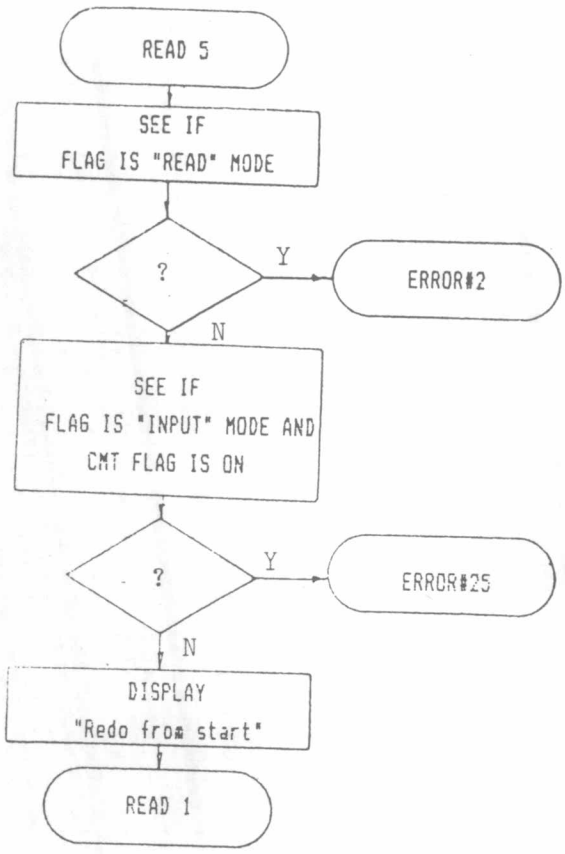 READ 5
SEE IF
FLAG IS "READ" MODE
?
Y
ERROR#2
N
SEE IF
FLAG IS "INPUT" MODE AND
CMT FLAG IS ON
?
Y
ERROR#25
N
DISPLAY
"Redo from start"
READ 1